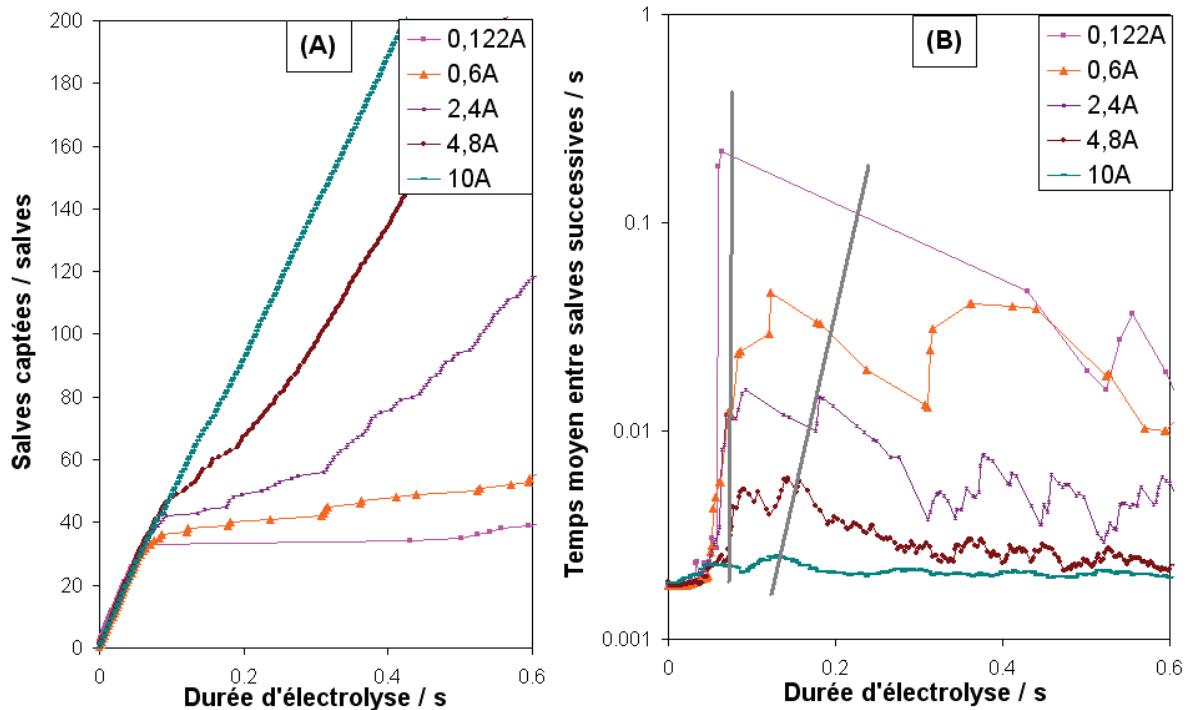 200
180
160
140
120
100
80
60
40
20
0
Salves captées / salves
(A)
0,122A
0,6A
2,4A
4,8A
10A
0
0.2
0.4
0.6
Durée d'électrolyse / s
1
0.1
0.01
0.001
Temps moyen entre salves successives / s
(B)
0,122A
0,6A
2,4A
4,8A
10A
0
0.2
0.4
0.6
Durée d'électrolyse / s